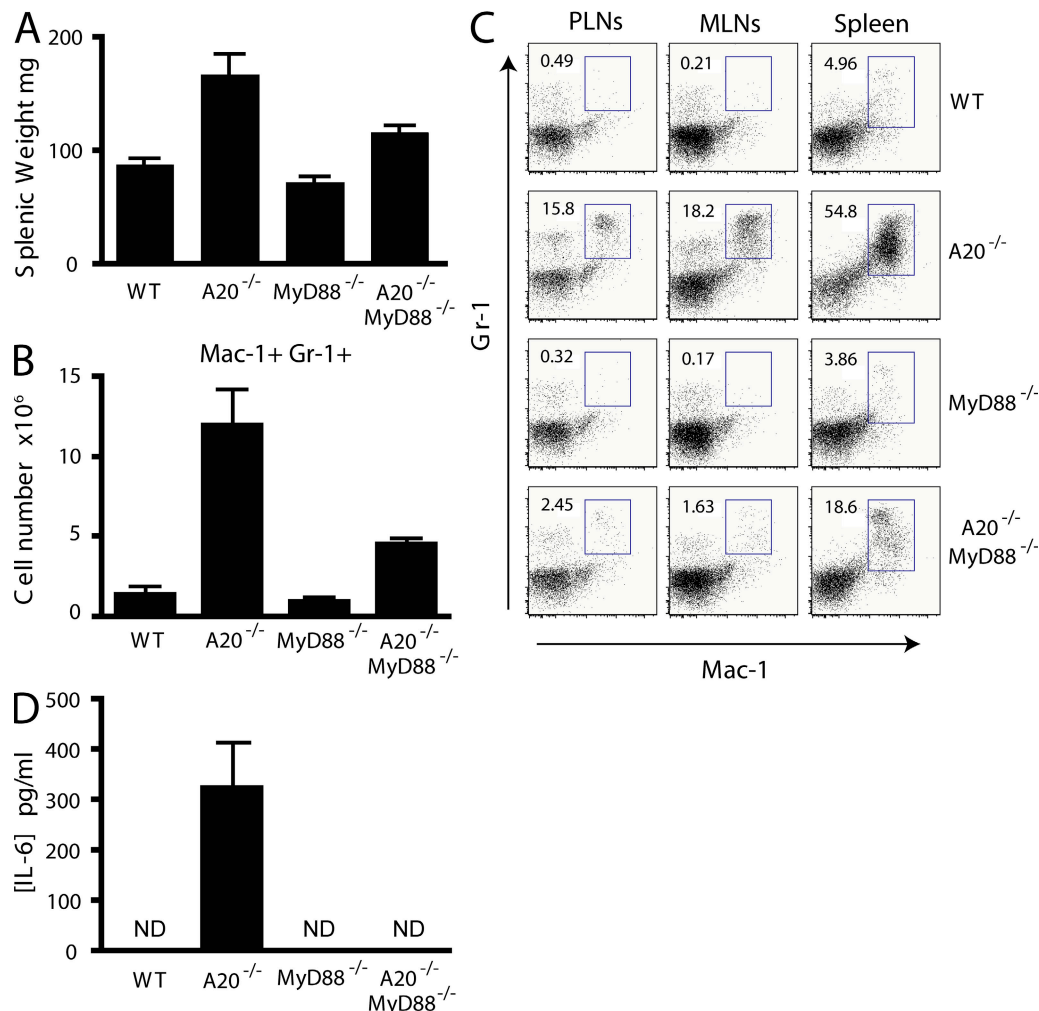 A
Splenic Weight mg
200
100
0
WT
A20-/-
MyD88-/-
A20-/-
MyD88-/-
B
Mac-1+ Gr-1+
Cell number x10⁶
15
10
5
0
WT
A20-/-
MyD88-/-
A20-/-
MyD88-/-
C
PLNs
MLNs
Spleen
0.49
0.21
4.96
WT
15.8
18.2
54.8
A20-/-
0.32
0.17
3.86
MyD88-/-
2.45
1.63
18.6
A20-/-
MyD88-/-
Gr-1
Mac-1
D
[IL-6] pg/ml
500
400
300
200
100
0
ND
ND
ND
WT
A20-/-
MyD88-/-
A20-/-
MyD88-/-